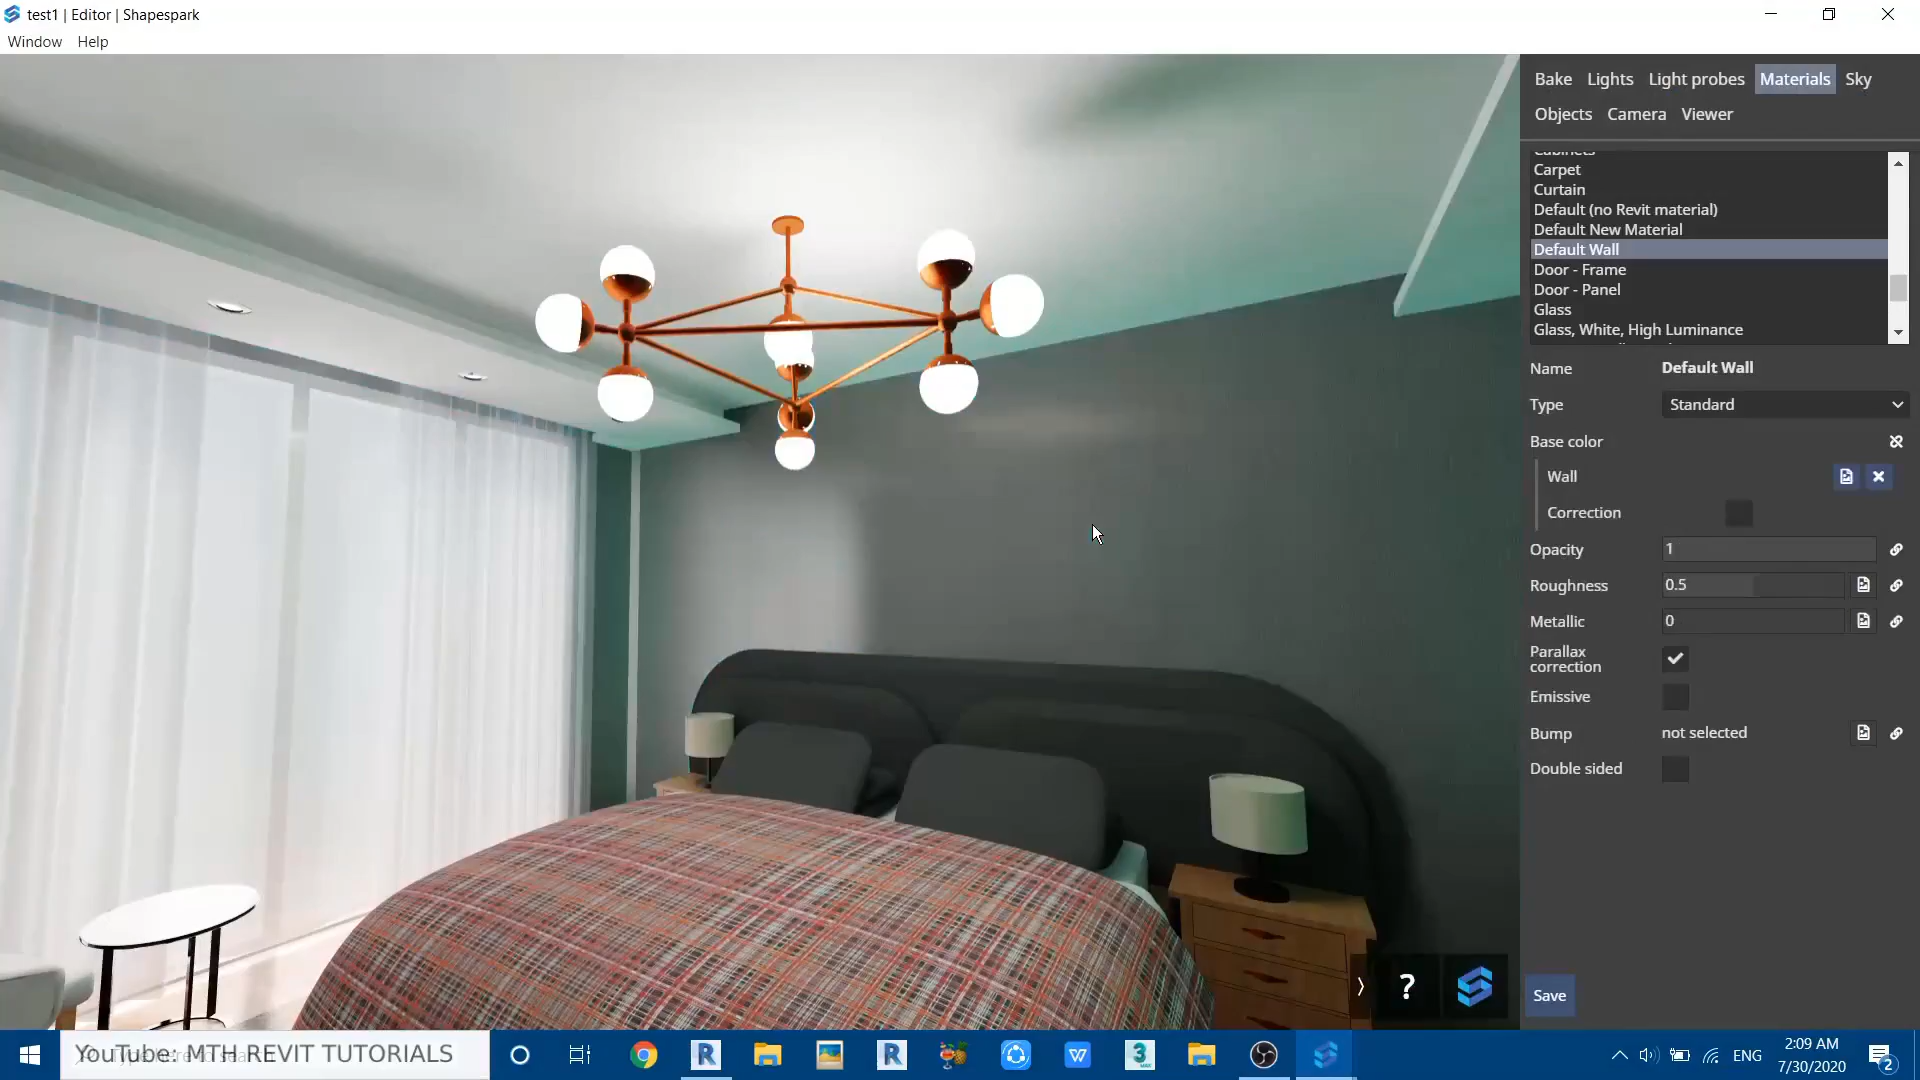 test1 | Editor | Shapespark
Window Help
Bake Lights Light probes Materials Sky
Objects Camera Viewer
Cabinets
Carpet
Curtain
Default (no Revit material)
Default New Material
Default Wall
Door - Frame
Door - Panel
Glass
Glass, White, High Luminance
Name Default Wall
Type Standard
Base color
Wall
Correction
Opacity 1
Roughness 0.5
Metallic 0
Parallax
correction
Emissive
Bump not selected
Double sided
?
Save
YouTube: MTH REVIT TUTORIALS
R
R
W
3
ENG
2:09 AM
7/30/2020
2